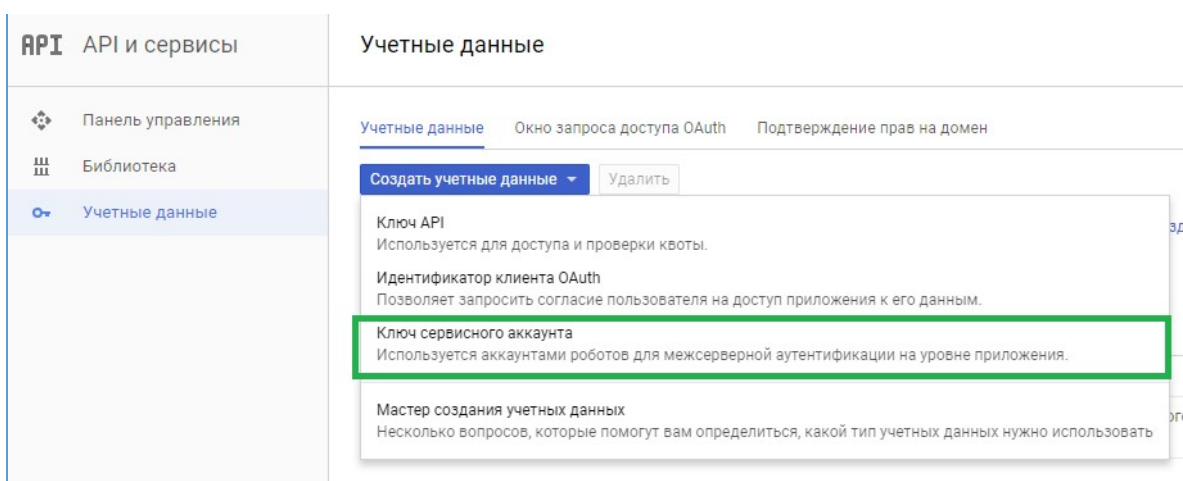 API API и сервисы
Учетные данные
Панель управления
Библиотека
Учетные данные
Учетные данные Окно запроса доступа OAuth Подтверждение прав на домен
Создать учетные данные Удалить
Ключ API
Используется для доступа и проверки квоты.
Идентификатор клиента OAuth
Позволяет запросить согласие пользователя на доступ приложения к его данным.
Ключ сервисного аккаунта
Используется аккаунтами роботов для межсерверной аутентификации на уровне приложения.
Мастер создания учетных данных
Несколько вопросов, которые помогут вам определиться, какой тип учетных данных нужно использовать